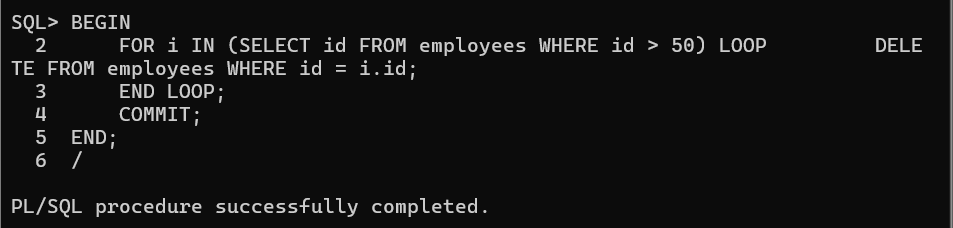 SQL> BEGIN
  2      FOR i IN (SELECT id FROM employees WHERE id > 50) LOOP         DELE
TE FROM employees WHERE id = i.id;
  3      END LOOP;
  4      COMMIT;
  5  END;
  6  /

PL/SQL procedure successfully completed.